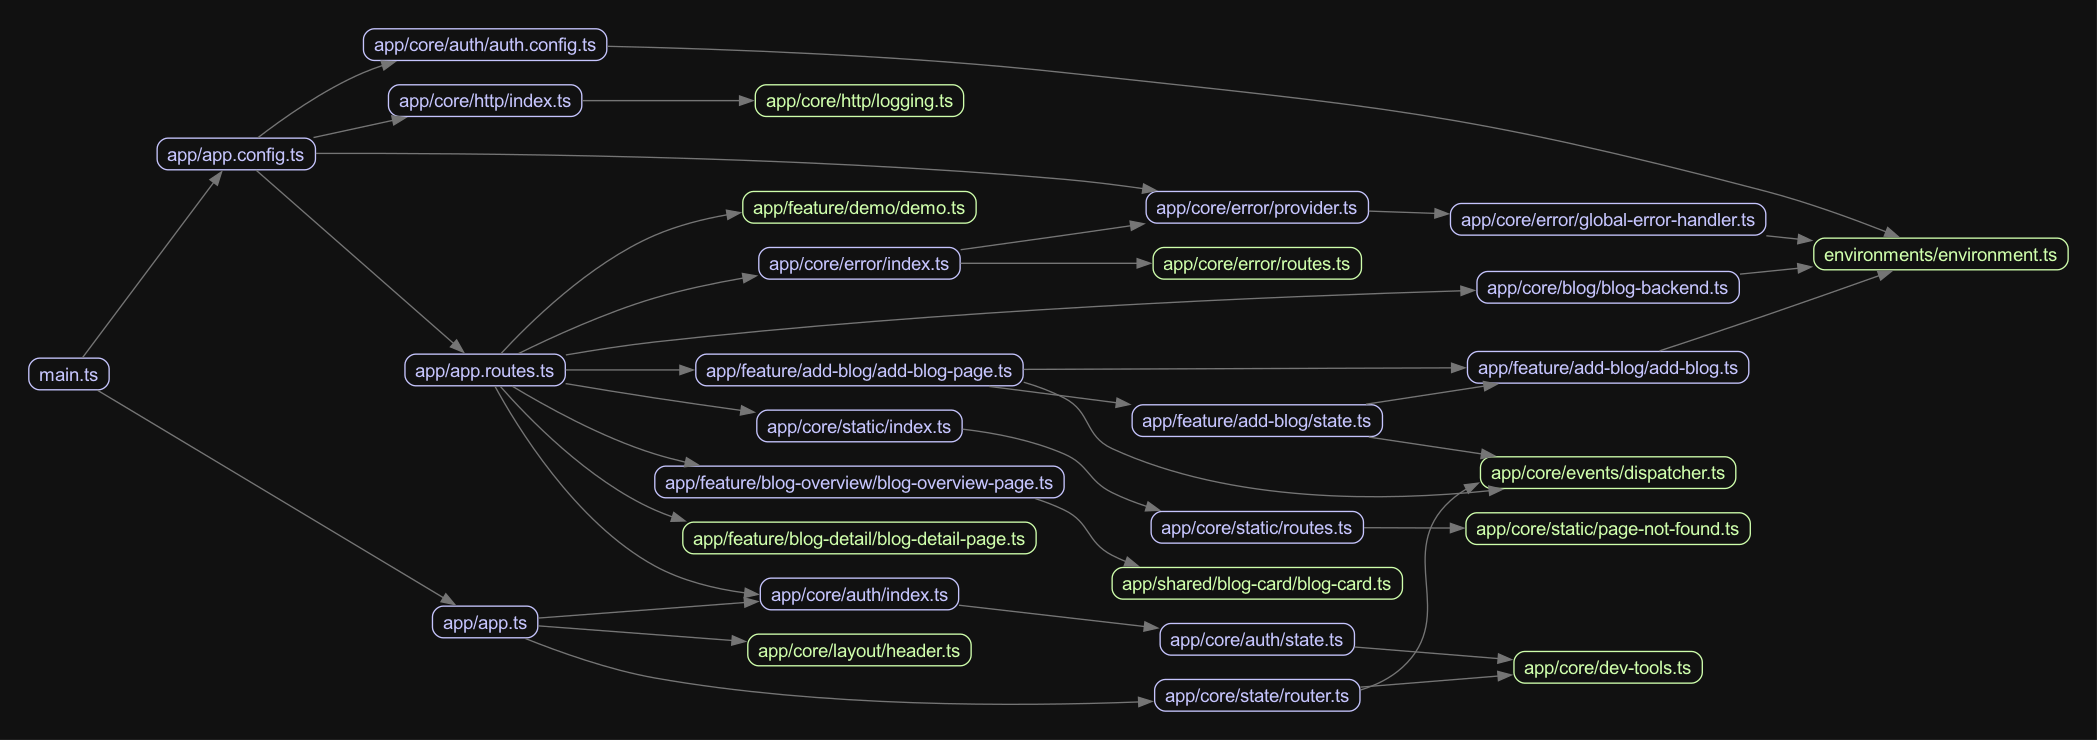 app/core/auth/auth.config.ts
app/core/http/index.ts
app/core/http/logging.ts
app/app.config.ts
app/feature/demo/demo.ts
app/core/error/provider.ts
app/core/error/global-error-handler.ts
environments/environment.ts
app/core/error/index.ts
app/core/error/routes.ts
app/core/blog/blog-backend.ts
main.ts
app/app.routes.ts
app/feature/add-blog/add-blog-page.ts
app/feature/add-blog/add-blog.ts
app/core/static/index.ts
app/feature/add-blog/state.ts
app/feature/blog-overview/blog-overview-page.ts
app/core/events/dispatcher.ts
app/feature/blog-detail/blog-detail-page.ts
app/core/static/routes.ts
app/core/static/page-not-found.ts
app/shared/blog-card/blog-card.ts
app/core/auth/index.ts
app/app.ts
app/core/layout/header.ts
app/core/auth/state.ts
app/core/dev-tools.ts
app/core/state/router.ts